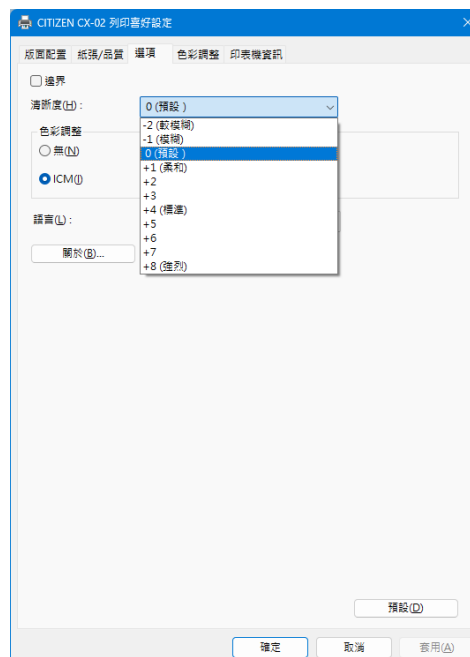 CITIZEN CX-02 列印喜好設定
版面配置 紙張/品質 選項 色彩調整 印表機資訊
邊界
清晰度(H) : 0 (預設 )
-2 (較模糊)
-1 (模糊)
0 (預設 )
+1 (柔和)
+2
+3
+4 (標準)
+5
+6
+7
+8 (強烈)
色彩調整
無(N)
ICM(I)
語言(L) :
關於(B)...
預設(D)
確定 取消 套用(A)